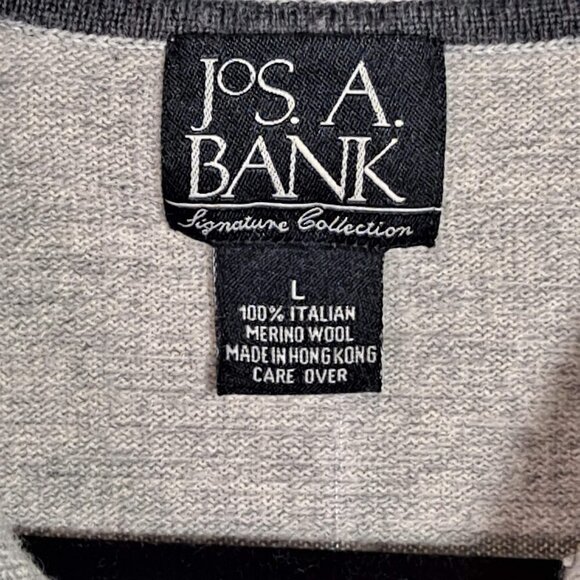 JOS. A.
BANK
Signature Collection
L
100% ITALIAN
MERINO WOOL
MADE IN HONG KONG
CARE OVER